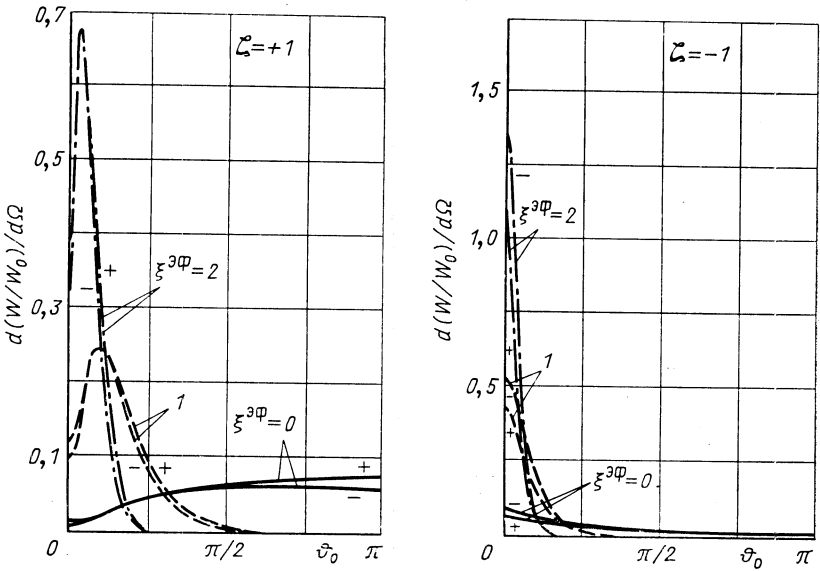 0,7
ζ=+1
0,5
+
ξ^ЭФ=2
−
0,3
1
ξ^ЭФ=0
0,1
− +
+
−
0
π/2
ϑ₀
π
d(W/W₀)/dΩ
ζ=−1
1,5
−
ξ^ЭФ=2
1,0
+
1
0,5
−
+
−
ξ^ЭФ=0
+
0
π/2
ϑ₀
π
d(W/W₀)/dΩ